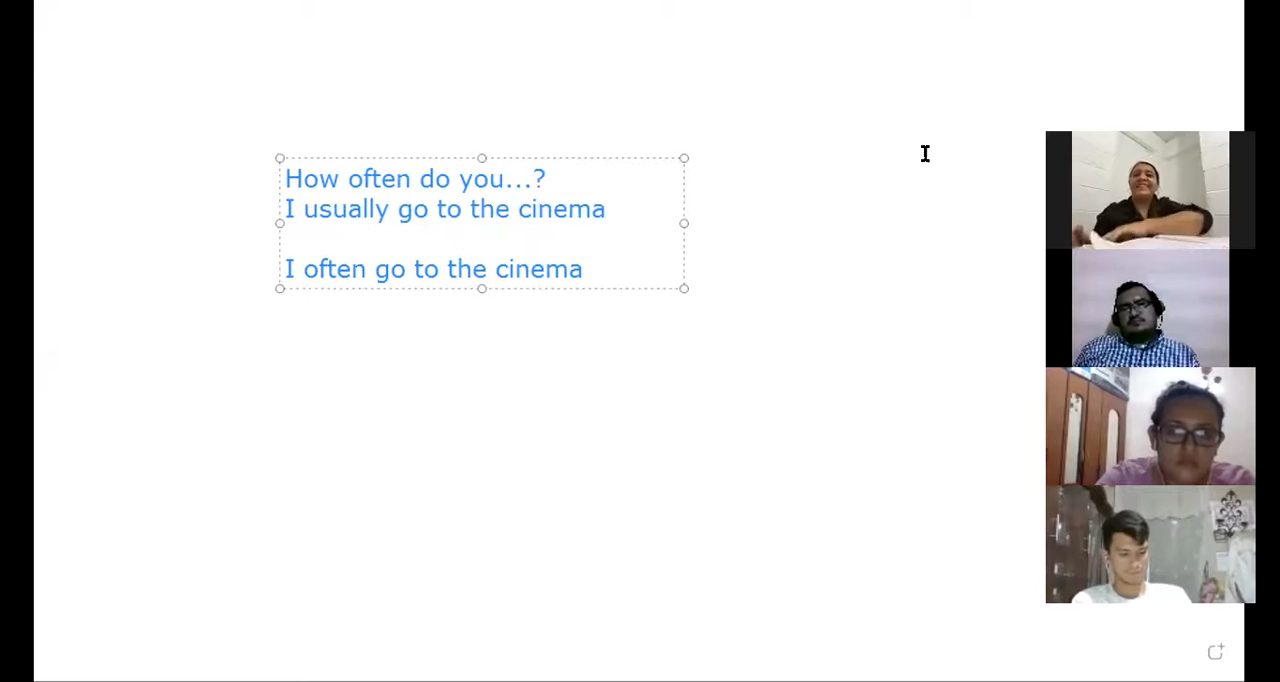 How often do you...?
I usually go to the cinema
I often go to the cinema